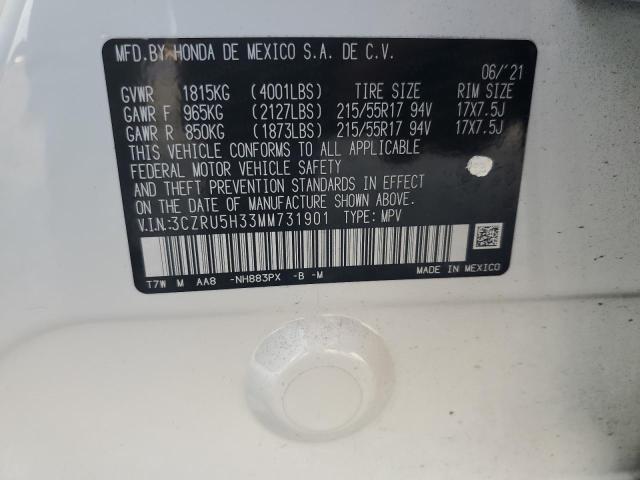 MFD.BY HONDA DE MEXICO S.A. DE C.V.
06/'21
GVWR 1815KG (4001LBS) TIRE SIZE RIM SIZE
GAWR F 965KG (2127LBS) 215/55R17 94V 17X7.5J
GAWR R 850KG (1873LBS) 215/55R17 94V 17X7.5J
THIS VEHICLE CONFORMS TO ALL APPLICABLE
FEDERAL MOTOR VEHICLE SAFETY
AND THEFT PREVENTION STANDARDS IN EFFECT
ON THE DATE OF MANUFACTURE SHOWN ABOVE.
V.I.N.:3CZRU5H33MM731901 TYPE: MPV
T7W M AA8 -NH883PX -B -M
MADE IN MEXICO